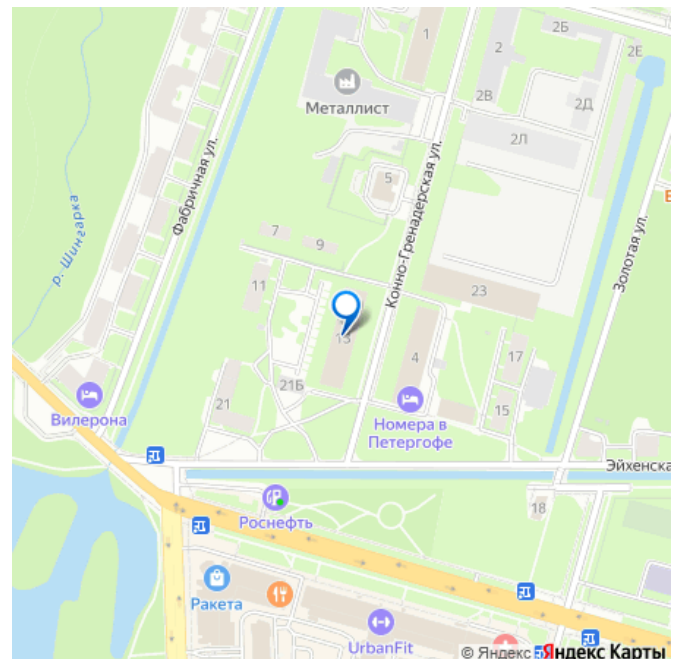 2Б
1
2
2Е
Металлист
2В
2Д
2Л
Фабричная ул.
р. Шингарка
5
Конно-Гренадерская ул.
Золотая ул.
7
9
11
23
13
4
17
21Б
21
15
Вилерона
Номера в
Петергофе
Эйхенска
18
Роснефть
Ракета
UrbanFit
© Яндекс Яндекс Карты